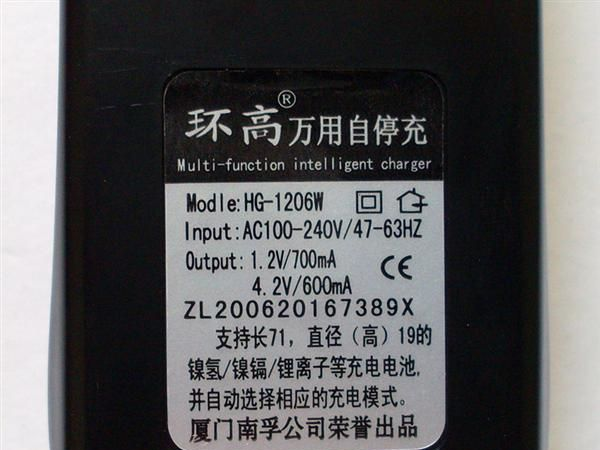 环高®万用自停充
Multi-function intelligent charger
Modle:HG-1206W
Input:AC100-240V/47-63HZ
Output: 1.2V/700mA
4.2V/600mA
CE
ZL200620167389X
支持长71，直径（高）19的
镍氢/镍镉/锂离子等充电电池,
并自动选择相应的充电模式。
厦门南孚公司荣誉出品